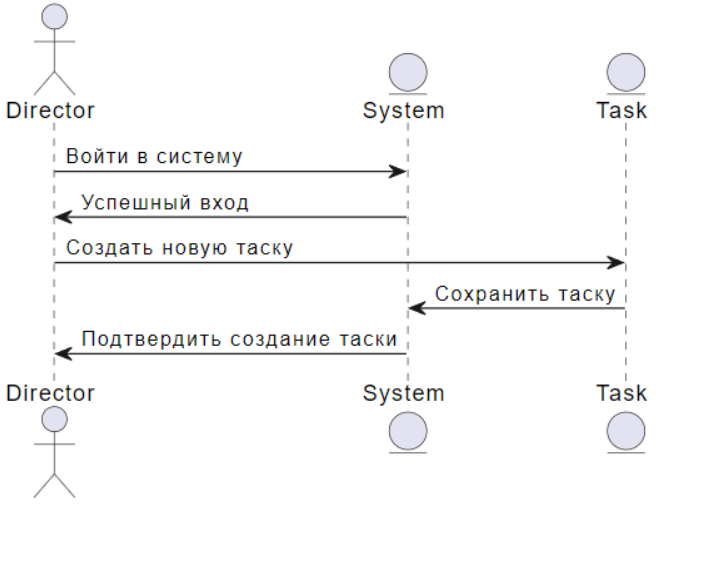 Director
System
Task
Войти в систему
Успешный вход
Создать новую таску
Сохранить таску
Подтвердить создание таски
Director
System
Task